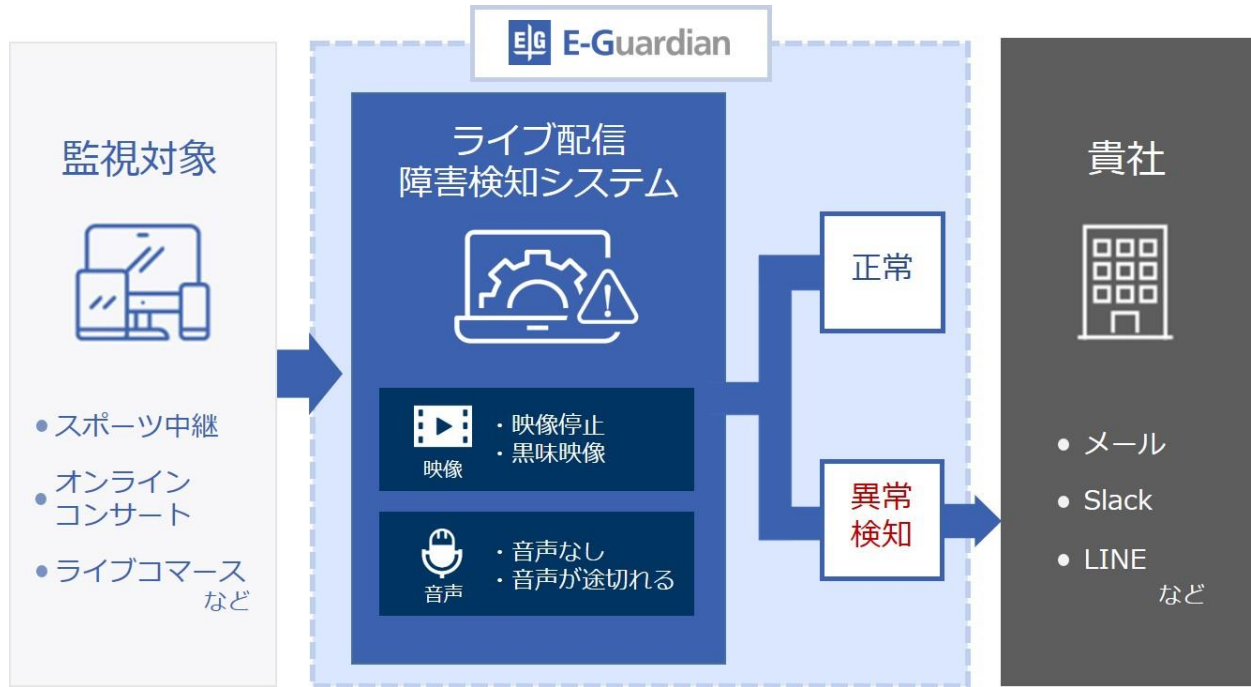 EG E-Guardian
監視対象
・スポーツ中継
・オンライン
コンサート
・ライブコマース
など
ライブ配信
障害検知システム
映像
・映像停止
・黒味映像
音声
・音声なし
・音声が途切れる
正常
異常
検知
貴社
・メール
・Slack
・LINE
など